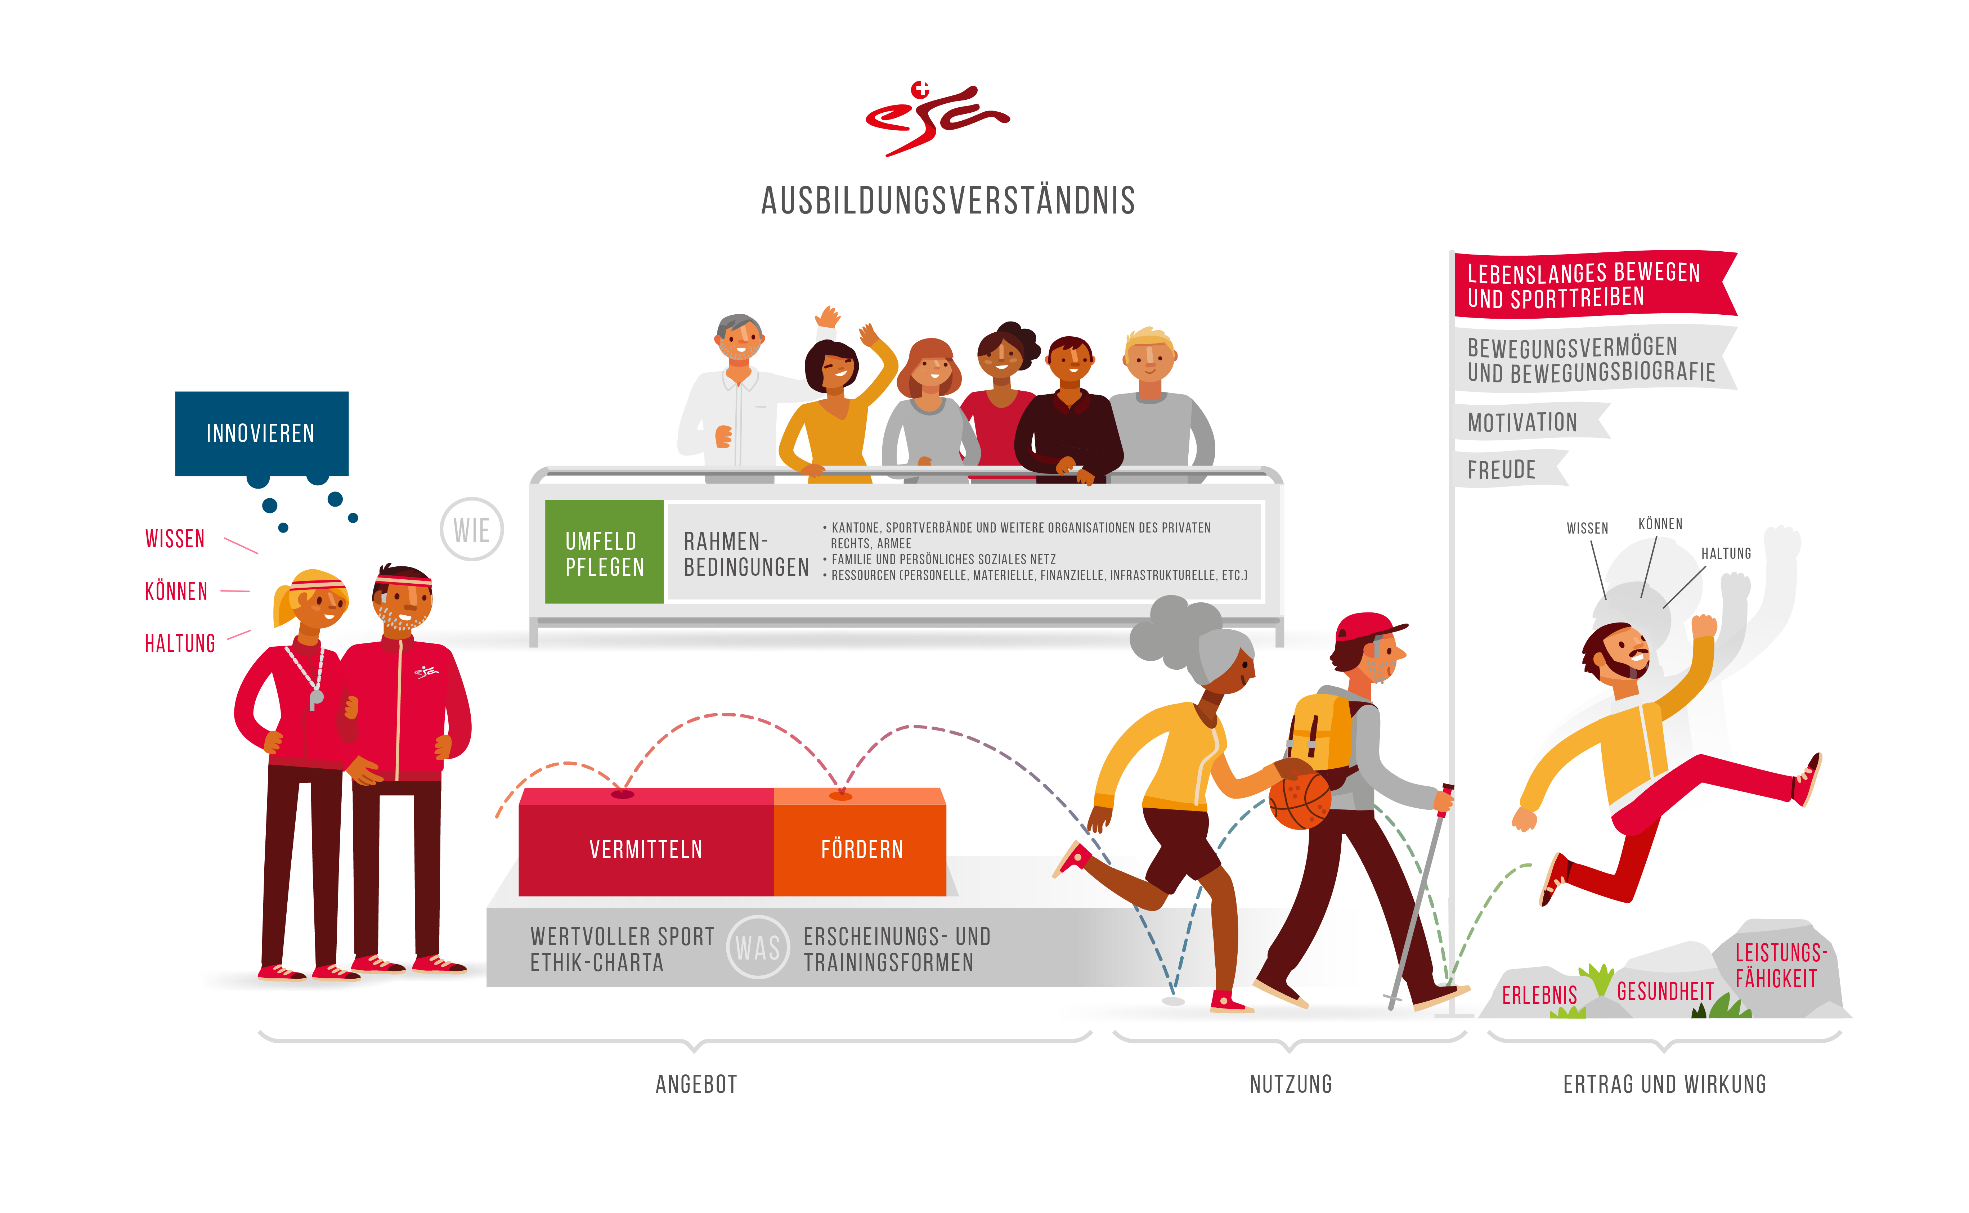 esa
AUSBILDUNGSVERSTÄNDNIS
INNOVIEREN
WISSEN
KÖNNEN
HALTUNG
esa
WIE
UMFELD
PFLEGEN
RAHMEN-
BEDINGUNGEN
• KANTONE, SPORTVERBÄNDE UND WEITERE ORGANISATIONEN DES PRIVATEN
RECHTS, ARMEE
• FAMILIE UND PERSÖNLICHES SOZIALES NETZ
• RESSOURCEN (PERSONELLE, MATERIELLE, FINANZIELLE, INFRASTRUKTURELLE, ETC.)
VERMITTELN
FÖRDERN
WERTVOLLER SPORT
ETHIK-CHARTA
WAS
ERSCHEINUNGS- UND
TRAININGSFORMEN
LEBENSLANGES BEWEGEN
UND SPORTTREIBEN
BEWEGUNGSVERMÖGEN
UND BEWEGUNGSBIOGRAFIE
MOTIVATION
FREUDE
WISSEN
KÖNNEN
HALTUNG
ERLEBNIS
GESUNDHEIT
LEISTUNGS-
FÄHIGKEIT
ANGEBOT
NUTZUNG
ERTRAG UND WIRKUNG